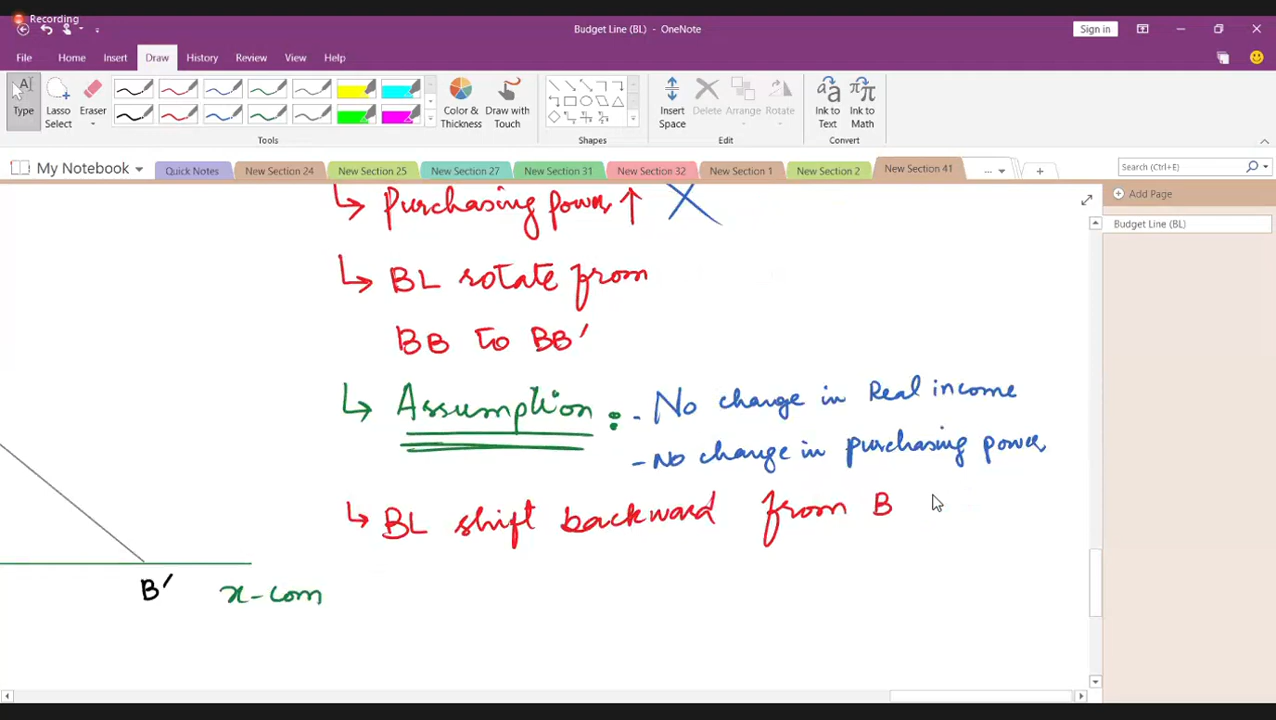 Recording
Budget Line (BL) - OneNote
Sign in
File Home Insert Draw History Review View Help
Type
Lasso Select
Eraser
Color & Thickness
Draw with Touch
Insert Space
Delete
Arrange
Rotate
Ink to Text
Ink to Math
Tools
Shapes
Edit
Convert
My Notebook
Quick Notes
New Section 24
New Section 25
New Section 27
New Section 31
New Section 32
New Section 1
New Section 2
New Section 41
...
Search (Ctrl+E)
Add Page
Budget Line (BL)
↳ Purchasing power ↑ X
↳ BL rotate from
BB to BB′
↳ Assumption : - No change in Real income
- No change in purchasing power
↳ BL shift backward from B
B′
x-com